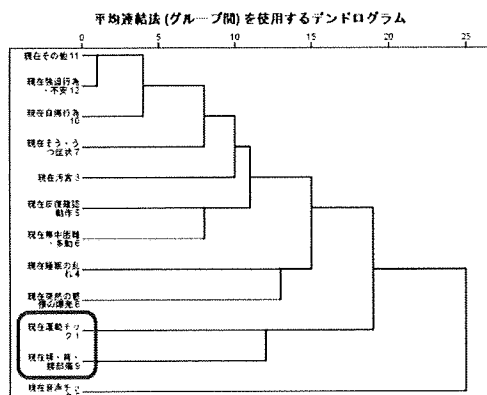 平均連結法 (グループ間) を使用するデンドログラム
0 5 10 15 20 25
現在その他 11
現在強迫行為
・不安 12
現在自傷行為
10
現在そう・う
つ症状 7
現在汚言 3
現在反復確認
動作 5
現在集中困難
・多動 6
現在睡眠の乱
れ 4
現在突然の感
情の爆発 8
現在運動チッ
ク 1
現在頭・肩・
腰部痛 9
現在音声チッ